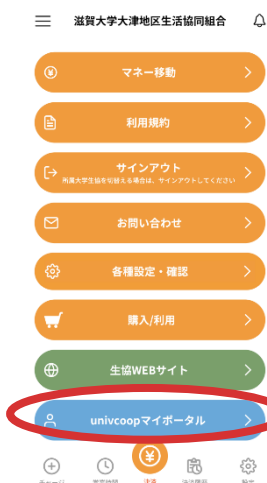 滋賀大学大津地区生活協同組合
マネー移動
利用規約
サインアウト
所属大学生協を切替える場合は、サインアウトしてください
お問い合わせ
各種設定・確認
購入/利用
生協WEBサイト
univcoopマイポータル